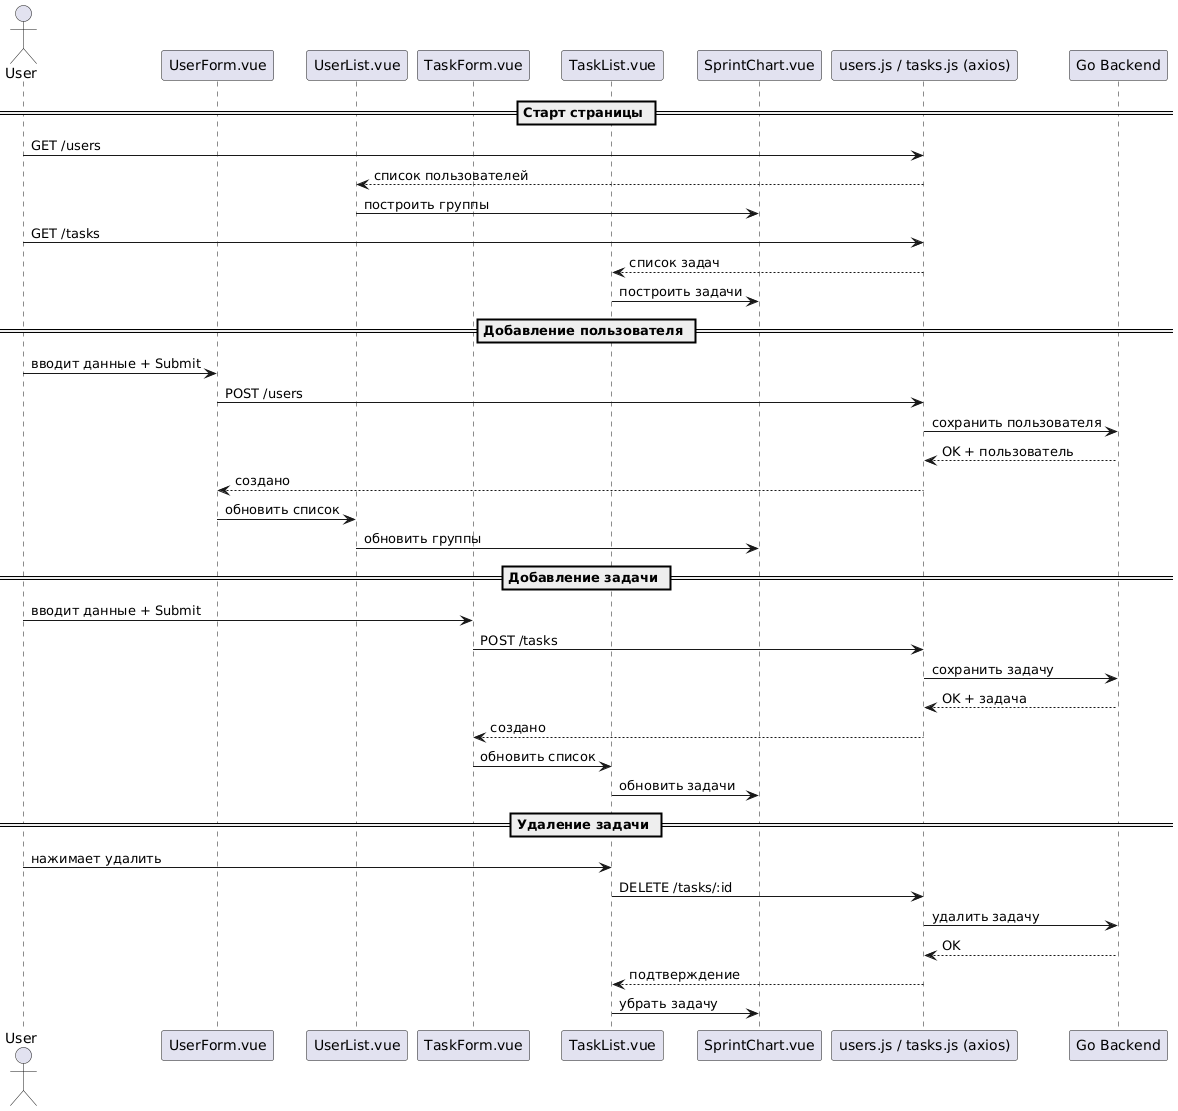 User
UserForm.vue
UserList.vue
TaskForm.vue
TaskList.vue
SprintChart.vue
users.js / tasks.js (axios)
Go Backend
Старт страницы
GET /users
список пользователей
построить группы
GET /tasks
список задач
построить задачи
Добавление пользователя
вводит данные + Submit
POST /users
сохранить пользователя
OK + пользователь
создано
обновить список
обновить группы
Добавление задачи
вводит данные + Submit
POST /tasks
сохранить задачу
OK + задача
создано
обновить список
обновить задачи
Удаление задачи
нажимает удалить
DELETE /tasks/:id
удалить задачу
OK
подтверждение
убрать задачу
User
UserForm.vue
UserList.vue
TaskForm.vue
TaskList.vue
SprintChart.vue
users.js / tasks.js (axios)
Go Backend